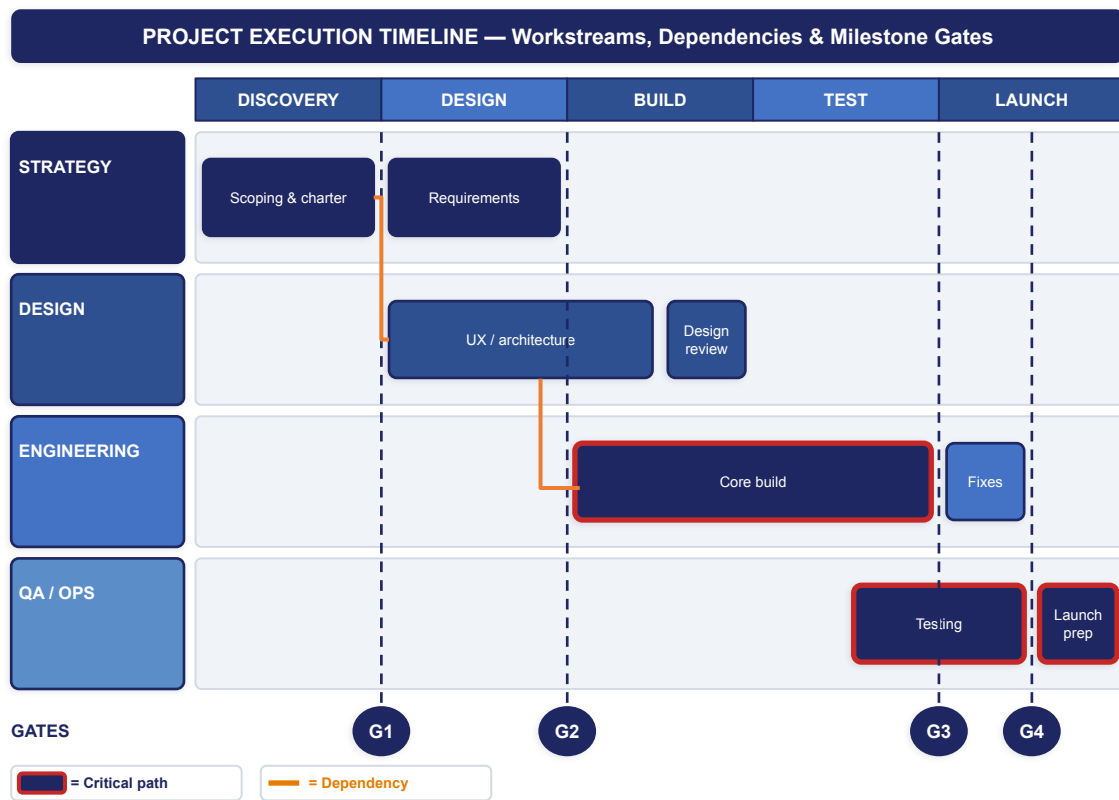 PROJECT EXECUTION TIMELINE — Workstreams, Dependencies & Milestone Gates
DISCOVERY
DESIGN
BUILD
TEST
LAUNCH
STRATEGY
Scoping & charter
Requirements
DESIGN
UX / architecture
Design
review
ENGINEERING
Core build
Fixes
QA / OPS
Testing
Launch
prep
GATES
G1
G2
G3
G4
= Critical path
= Dependency